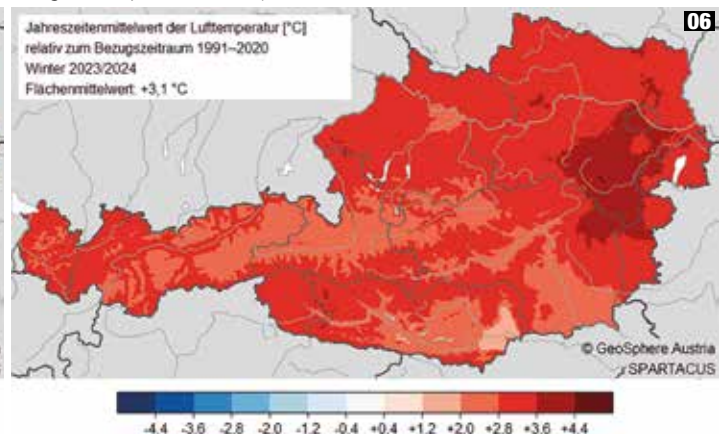 06
Jahreszeitenmittelwert der Lufttemperatur [°C]
relativ zum Bezugszeitraum 1991–2020
Winter 2023/2024
Flächenmittelwert: +3,1 °C
© GeoSphere Austria
SPARTACUS
-4.4 -3.6 -2.8 -2.0 -1.2 -0.4 +0.4 +1.2 +2.0 +2.8 +3.6 +4.4